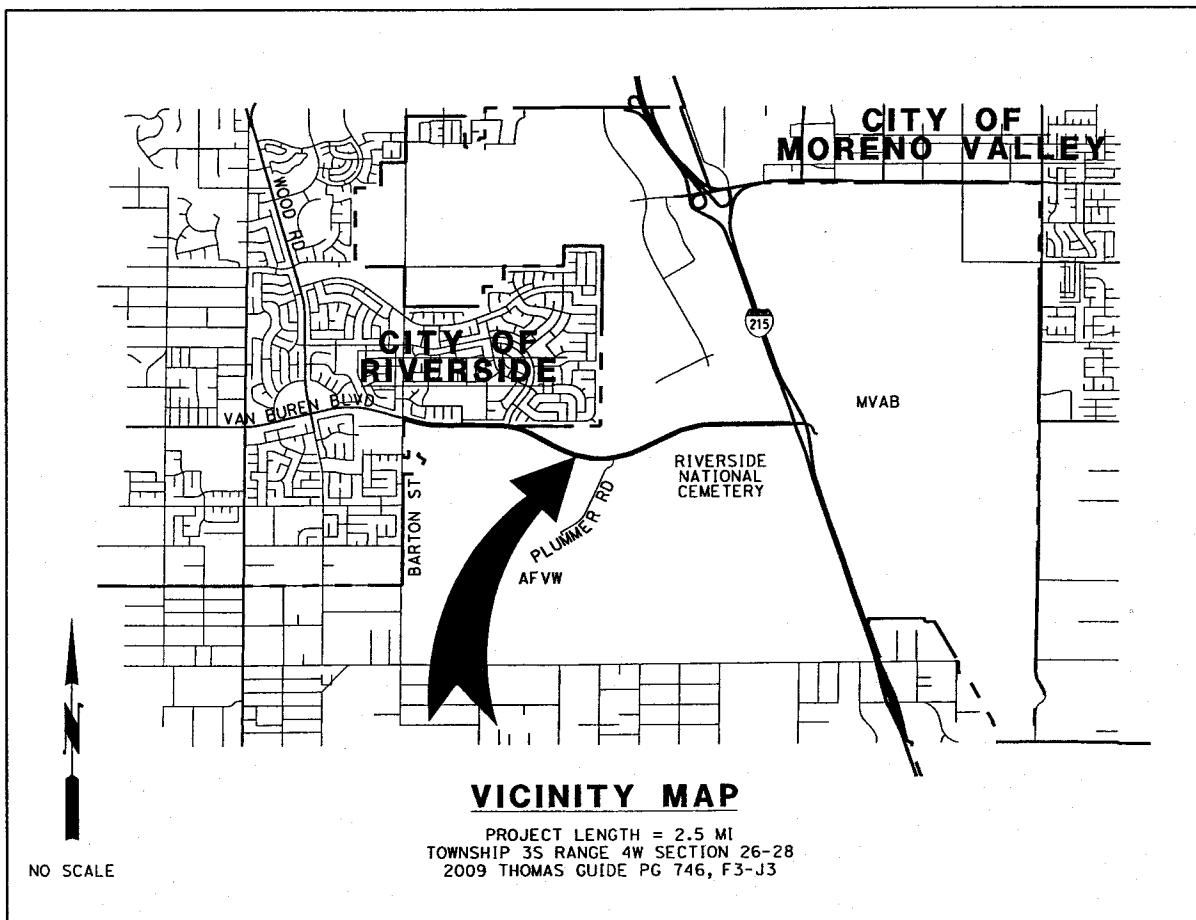 CITY OF
MORENO VALLEY
WOOD RD
215
CITY OF
RIVERSIDE
VAN BUREN BLVD
MVAB
RIVERSIDE
NATIONAL
CEMETERY
BARTON ST
PLUMMER RD
AFVW
N
NO SCALE
VICINITY MAP
PROJECT LENGTH = 2.5 MI
TOWNSHIP 3S RANGE 4W SECTION 26-28
2009 THOMAS GUIDE PG 746, F3-J3